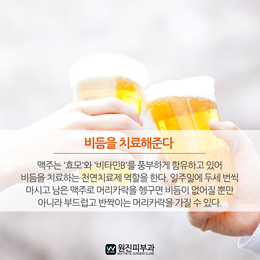 비듬을 치료해준다
맥주는 '효모'와 '비타민B'를 풍부하게 함유하고 있어
비듬을 치료하는 천연치료제 역할을 한다. 일주일에 두세 번씩
마시고 남은 맥주로 머리카락을 헹구면 비듬이 없어질 뿐만
아니라 부드럽고 반짝이는 머리카락을 가질 수 있다.
원진피부과